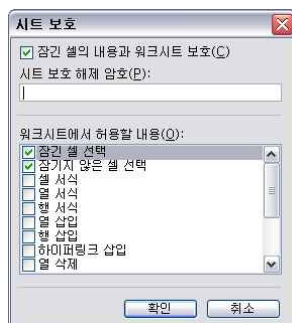 시트 보호
잠긴 셀의 내용과 워크시트 보호(C)
시트 보호 해제 암호(P):
워크시트에서 허용할 내용(O):
잠긴 셀 선택
잠기지 않은 셀 선택
셀 서식
열 서식
행 서식
열 삽입
행 삽입
하이퍼링크 삽입
열 삭제
확인 취소